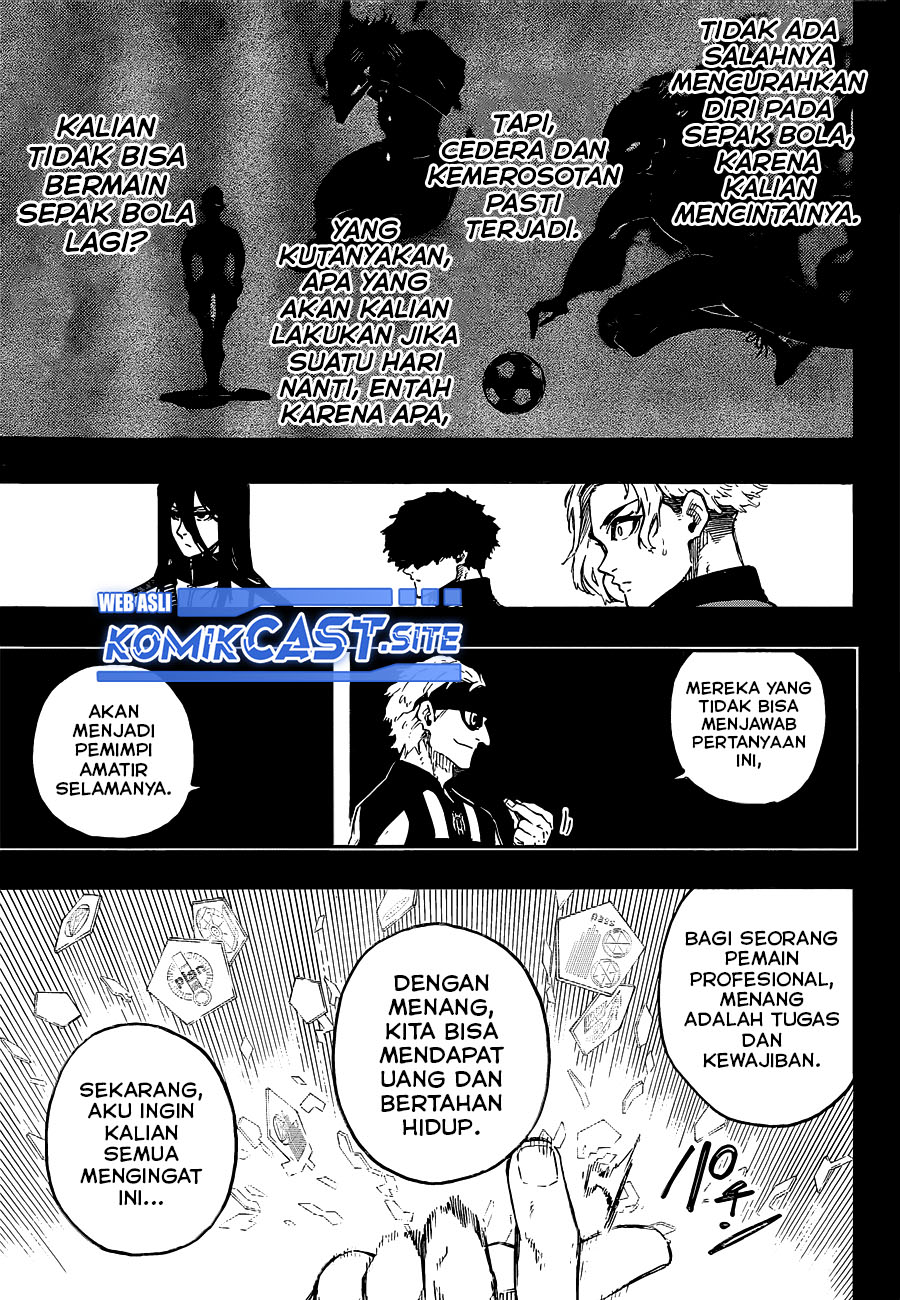 TIDAK ADA
SALAHNYA
MENCURAHKAN
DIRI PADA
SEPAK BOLA,
KARENA
KALIAN
MENCINTAINYA.
TAPI,
CEDERA DAN
KEMEROSOTAN
PASTI
TERJADI.
YANG
KUTANYAKAN,
APA YANG
AKAN KALIAN
LAKUKAN JIKA
SUATU HARI
NANTI, ENTAH
KARENA APA,
KALIAN
TIDAK BISA
BERMAIN
SEPAK BOLA
LAGI?
WEB ASLI
KOMIKCAST.SITE
MEREKA YANG
TIDAK BISA
MENJAWAB
PERTANYAAN
INI,
AKAN
MENJADI
PEMIMPI
AMATIR
SELAMANYA.
BAGI SEORANG
PEMAIN
PROFESIONAL,
MENANG
ADALAH TUGAS
DAN
KEWAJIBAN.
DENGAN
MENANG,
KITA BISA
MENDAPAT
UANG DAN
BERTAHAN
HIDUP.
SEKARANG,
AKU INGIN
KALIAN
SEMUA
MENGINGAT
INI...
パチ